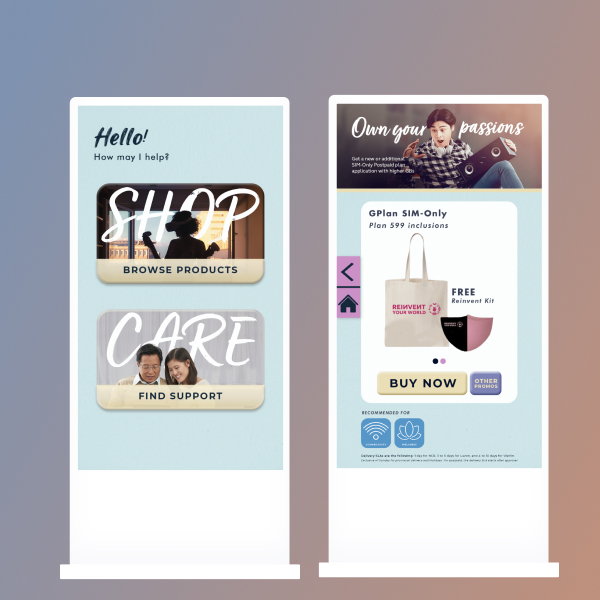 Hello!
How may I help?
SHOP
BROWSE PRODUCTS
CARE
FIND SUPPORT
Own your passions
Get a new or additional
SIM-Only Postpaid plan
application with higher GBs
GPlan SIM-Only
Plan 599 inclusions
REINVENT
YOUR WORLD
FREE
Reinvent Kit
BUY NOW
OTHER
PROMOS
RECOMMENDED FOR